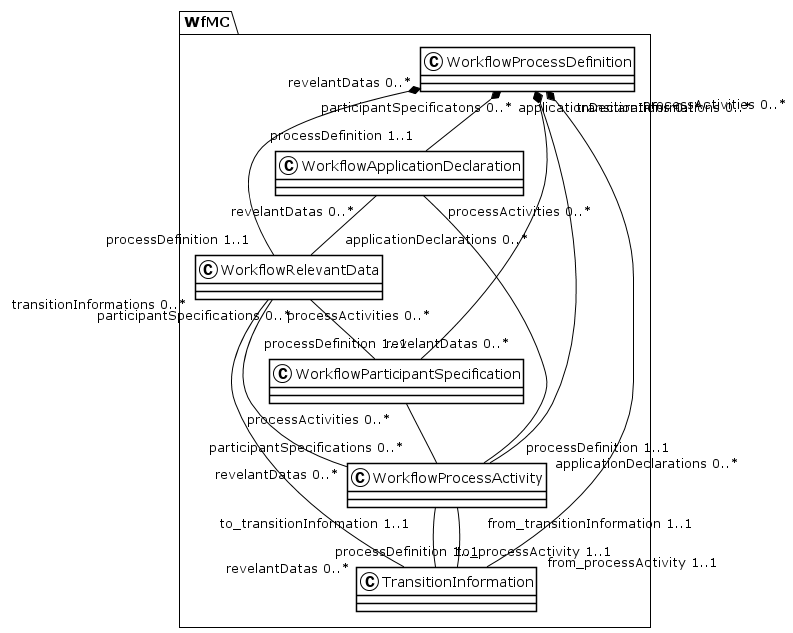 WfMC
C WorkflowProcessDefinition
revelantDatas 0..*
participantSpecificatons 0..*
applicationDeclarations 0..*
transitionInformations 0..*
processActivities 0..*
processDefinition 1..1
C WorkflowApplicationDeclaration
revelantDatas 0..*
processActivities 0..*
processDefinition 1..1
applicationDeclarations 0..*
C WorkflowRelevantData
transitionInformations 0..*
participantSpecifications 0..*
processActivities 0..*
processDefinition 1..1
revelantDatas 0..*
C WorkflowParticipantSpecification
processActivities 0..*
participantSpecifications 0..*
processDefinition 1..1
applicationDeclarations 0..*
revelantDatas 0..*
C WorkflowProcessActivity
to_transitionInformation 1..1
from_transitionInformation 1..1
processDefinition 1..1
to_processActivity 1..1
from_processActivity 1..1
revelantDatas 0..*
C TransitionInformation